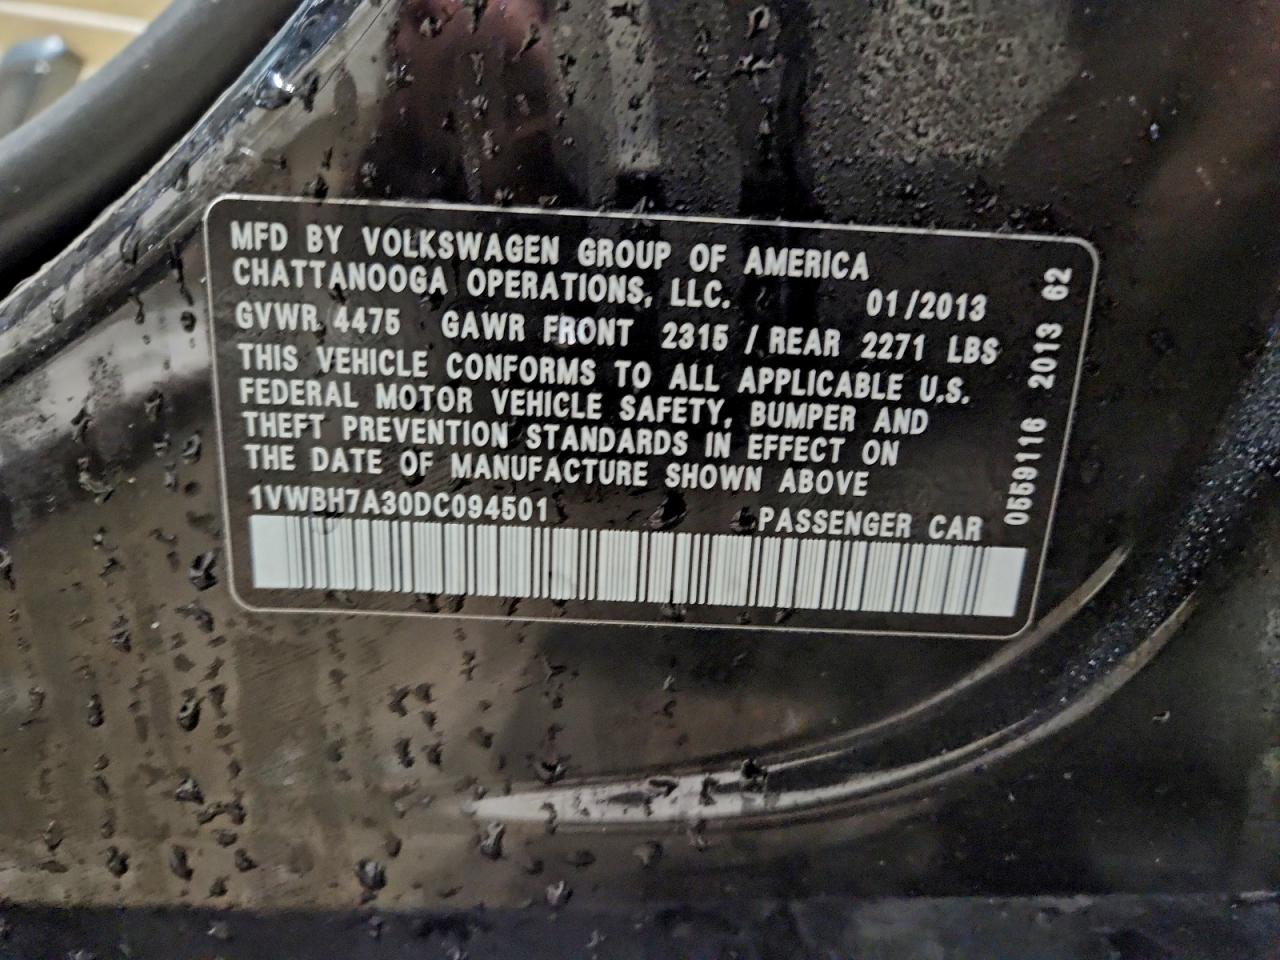 MFD BY VOLKSWAGEN GROUP OF AMERICA
CHATTANOOGA OPERATIONS, LLC. 01/2013
GVWR 4475 GAWR FRONT 2315 / REAR 2271 LBS
THIS VEHICLE CONFORMS TO ALL APPLICABLE U.S.
FEDERAL MOTOR VEHICLE SAFETY, BUMPER AND
THEFT PREVENTION STANDARDS IN EFFECT ON
THE DATE OF MANUFACTURE SHOWN ABOVE
1VWBH7A30DC094501 PASSENGER CAR
0559116 2013 62